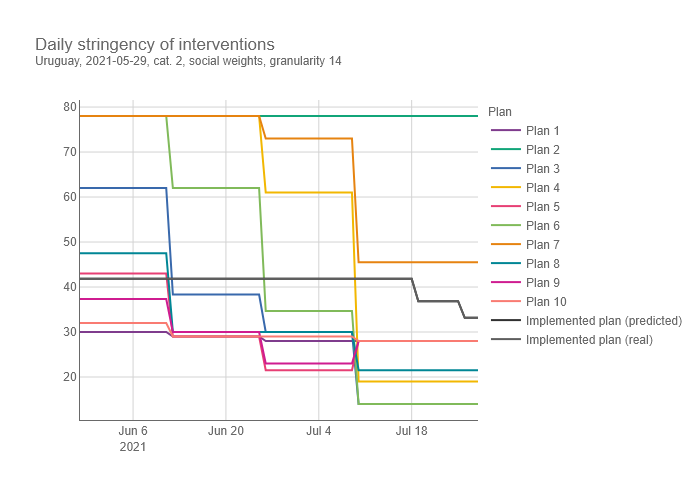 Daily stringency of interventions
Uruguay, 2021-05-29, cat. 2, social weights, granularity 14
80
70
60
50
40
30
20
Jun 6
2021
Jun 20
Jul 4
Jul 18
Plan
Plan 1
Plan 2
Plan 3
Plan 4
Plan 5
Plan 6
Plan 7
Plan 8
Plan 9
Plan 10
Implemented plan (predicted)
Implemented plan (real)